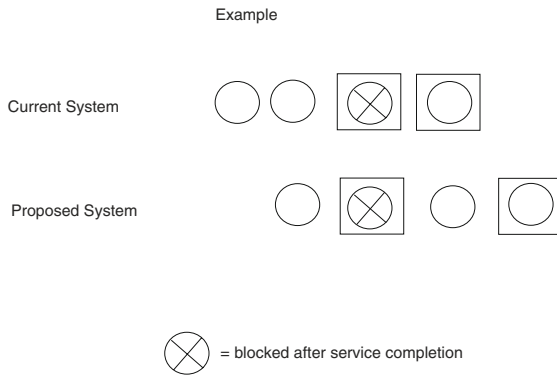 Example
Current System
Proposed System
= blocked after service completion